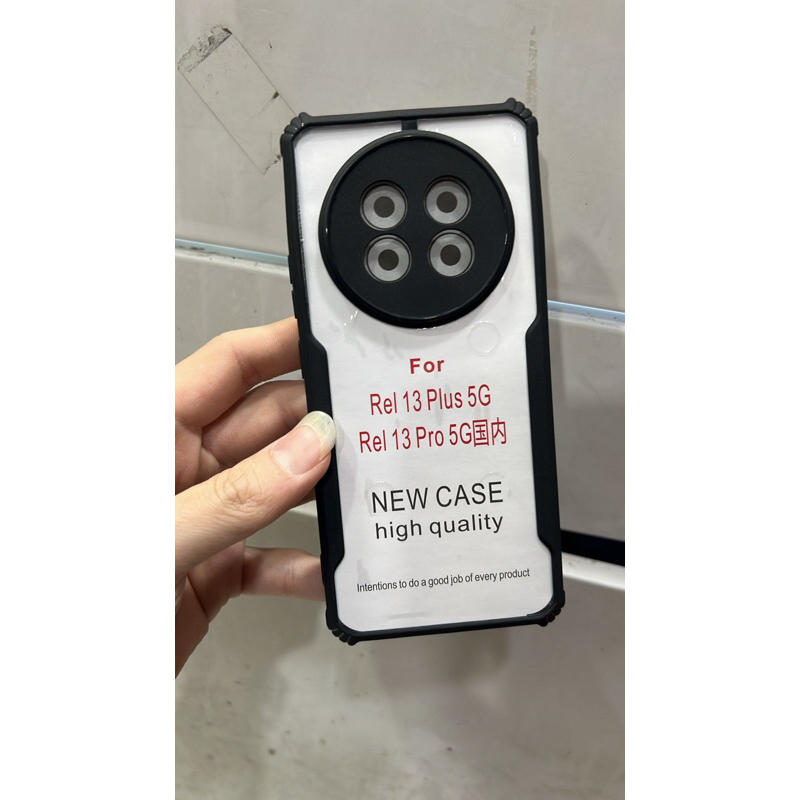 For
Rel 13 Plus 5G
Rel 13 Pro 5G国内
NEW CASE
high quality
Intentions to do a good job of every product